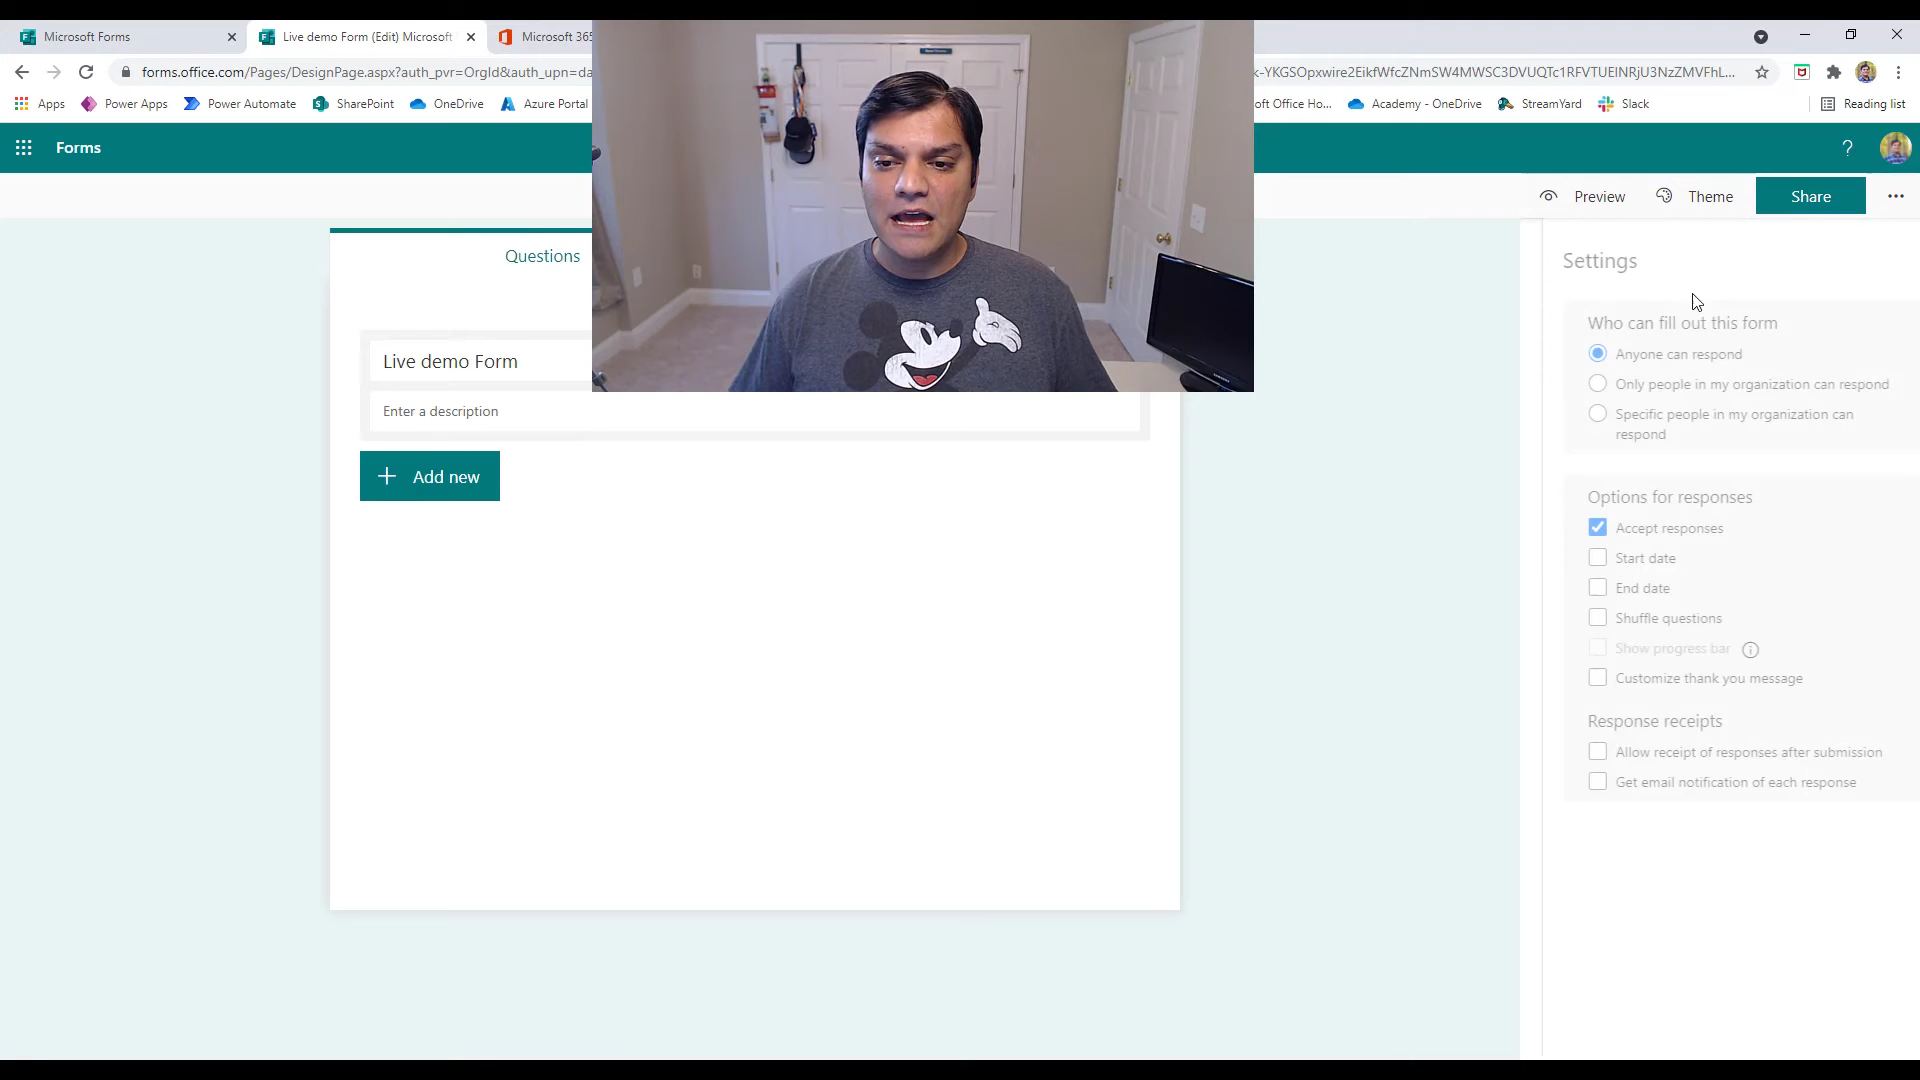 Microsoft Forms
Live demo Form (Edit) Microsoft
Microsoft 365
forms.office.com/Pages/DesignPage.aspx?auth_pvr=OrgId&auth_upn=da
Apps
Power Apps
Power Automate
SharePoint
OneDrive
Azure Portal
oft Office Ho...
Academy - OneDrive
StreamYard
Slack
Reading list
Forms
?
Preview
Theme
Share
Questions
Live demo Form
Enter a description
Add new
Settings
Who can fill out this form
Anyone can respond
Only people in my organization can respond
Specific people in my organization can
respond
Options for responses
Accept responses
Start date
End date
Shuffle questions
Show progress bar
Customize thank you message
Response receipts
Allow receipt of responses after submission
Get email notification of each response